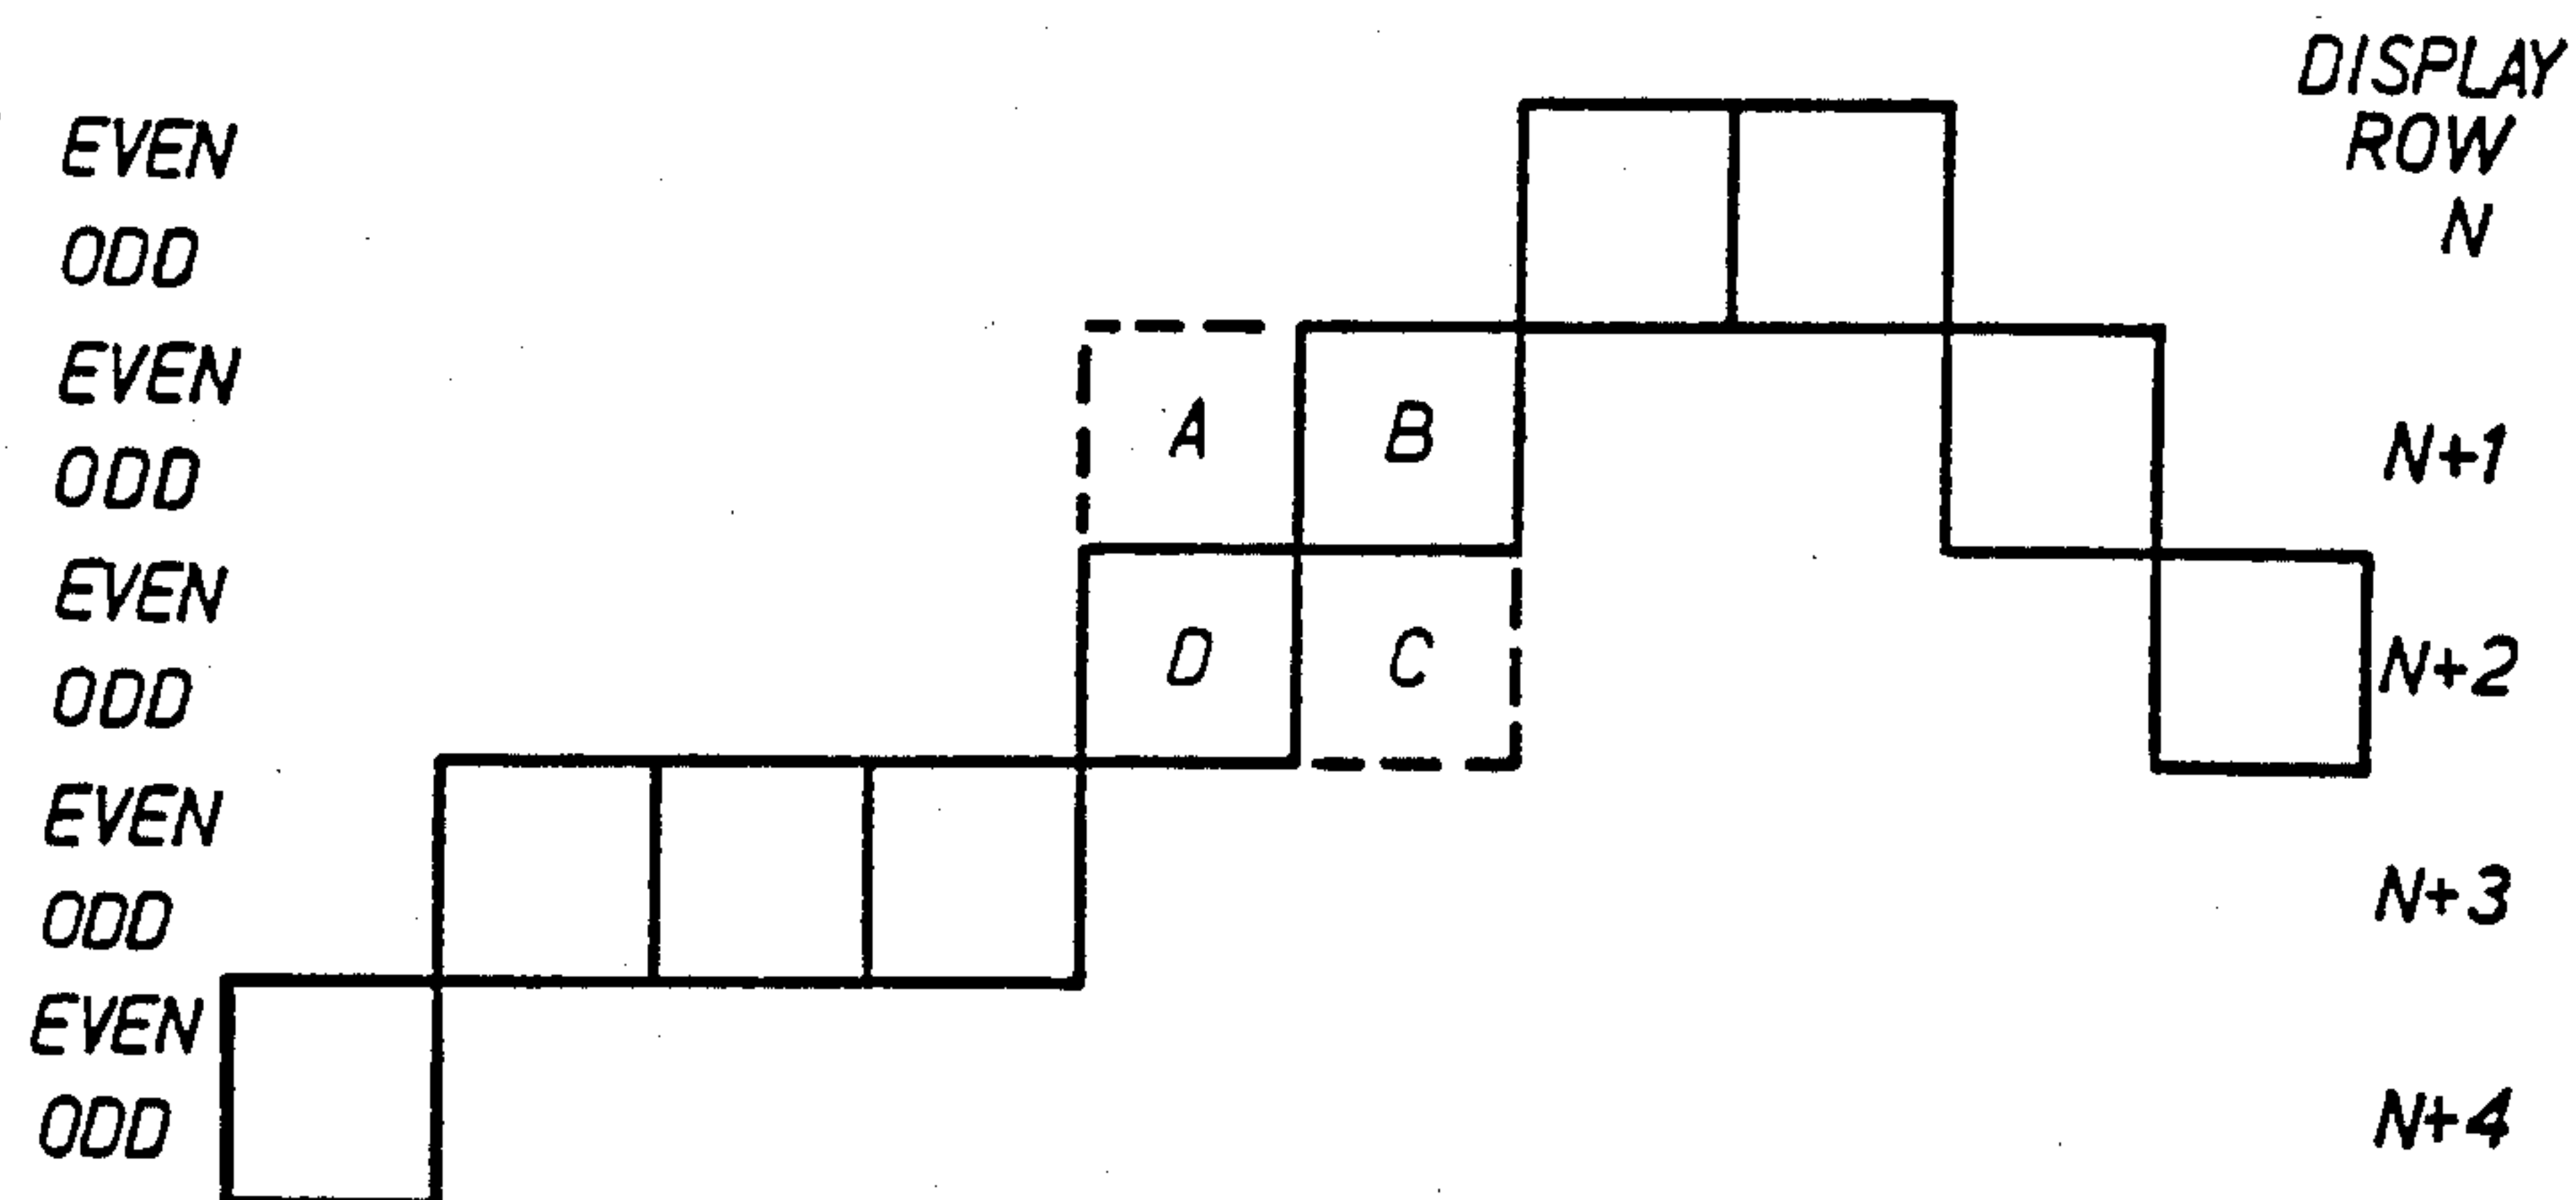 DISPLAY
ROW
EVEN
N
ODD
EVEN
A B
N+1
ODD
EVEN
D C
N+2
ODD
EVEN
N+3
ODD
EVEN
N+4
ODD